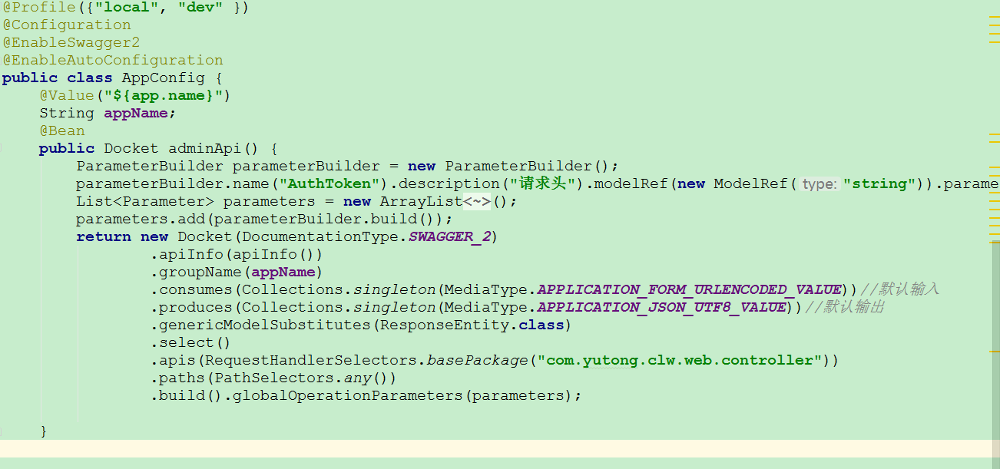 @Profile({"local", "dev" })
@Configuration
@EnableSwagger2
@EnableAutoConfiguration
public class AppConfig {
@Value("${app.name}")
String appName;
@Bean
public Docket adminApi() {
ParameterBuilder parameterBuilder = new ParameterBuilder();
parameterBuilder.name("AuthToken").description("请求头").modelRef(new ModelRef( type: "string")).parame
List<Parameter> parameters = new ArrayList<~>();
parameters.add(parameterBuilder.build());
return new Docket(DocumentationType.SWAGGER_2)
.apiInfo(apiInfo())
.groupName(appName)
.consumes(Collections.singleton(MediaType.APPLICATION_FORM_URLENCODED_VALUE))//默认输入
.produces(Collections.singleton(MediaType.APPLICATION_JSON_UTF8_VALUE))//默认输出
.genericModelSubstitutes(ResponseEntity.class)
.select()
.apis(RequestHandlerSelectors.basePackage("com.yutong.clw.web.controller"))
.paths(PathSelectors.any())
.build().globalOperationParameters(parameters);
}